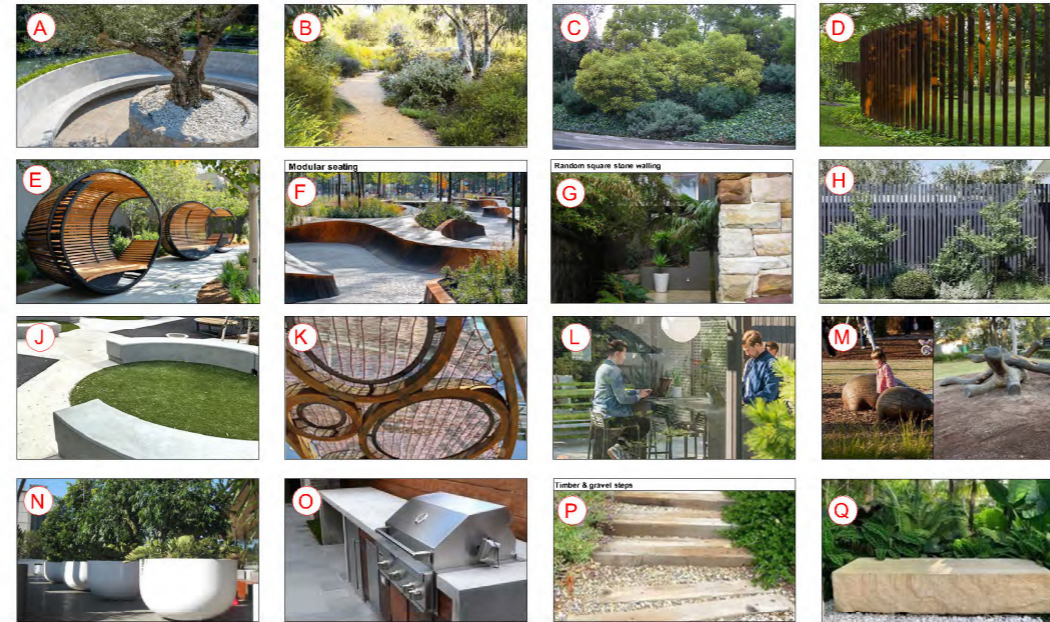 A
B
C
D
E
Modular seating
F
Random square stone walling
G
H
J
K
L
M
N
O
Timber & gravel steps
P
Q